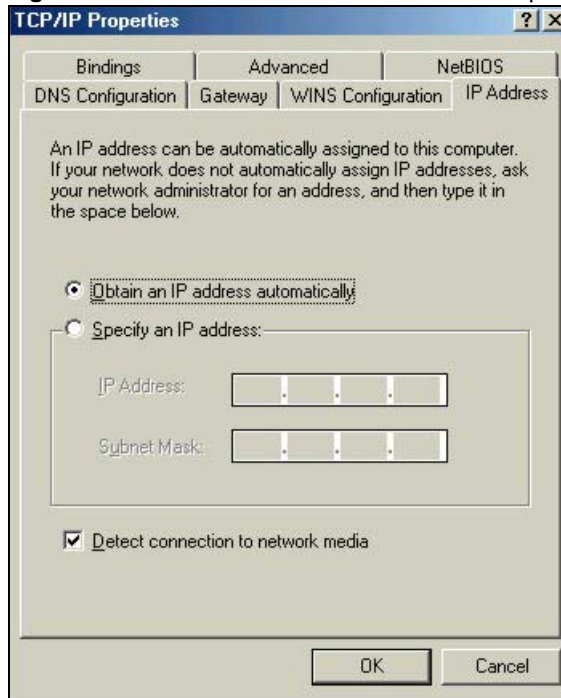 TCP/IP Properties
Bindings
Advanced
NetBIOS
DNS Configuration
Gateway
WINS Configuration
IP Address
An IP address can be automatically assigned to this computer.
If your network does not automatically assign IP addresses, ask
your network administrator for an address, and then type it in
the space below.
Obtain an IP address automatically
Specify an IP address:
IP Address:
Subnet Mask:
Detect connection to network media
OK
Cancel